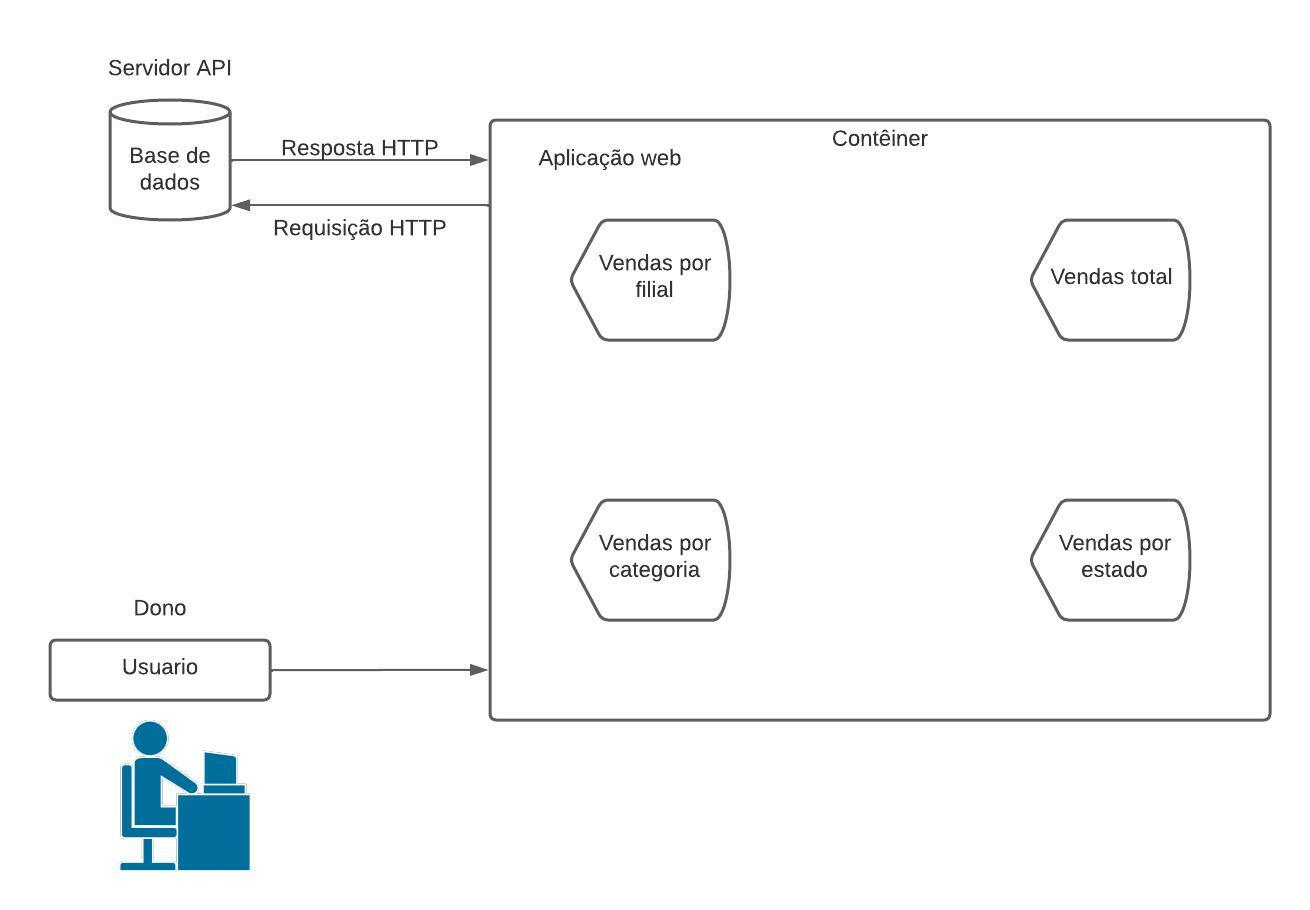 Servidor API
Base de
dados
Resposta HTTP
Requisição HTTP
Contêiner
Aplicação web
Vendas por
filial
Vendas total
Vendas por
categoria
Vendas por
estado
Dono
Usuario